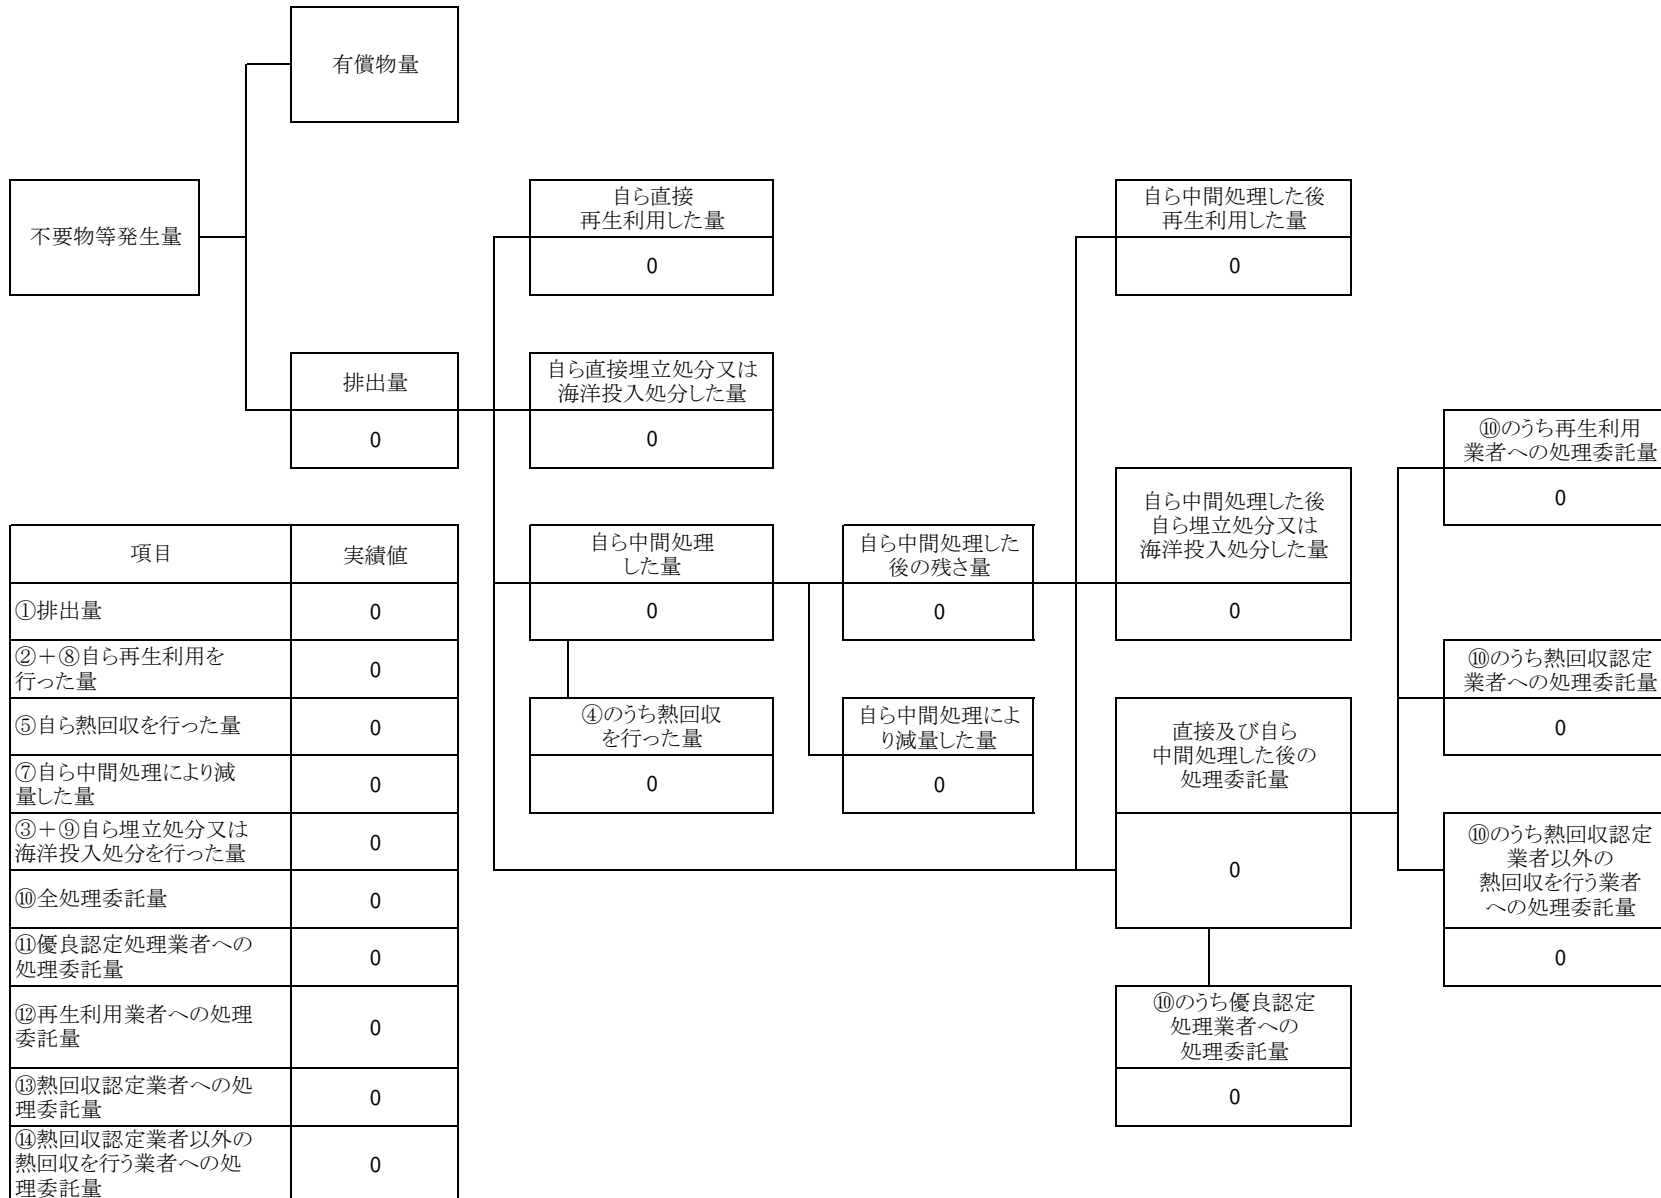 有償物量
不要物等発生量
自ら直接
再生利用した量
0
自ら中間処理した後
再生利用した量
0
排出量
0
自ら直接埋立処分又は
海洋投入処分した量
0
⑩のうち再生利用
業者への処理委託量
0
自ら中間処理した後
自ら埋立処分又は
海洋投入処分した量
0
自ら中間処理
した量
0
自ら中間処理した
後の残さ量
0
④のうち熱回収
を行った量
0
自ら中間処理によ
り減量した量
0
直接及び自ら
中間処理した後の
処理委託量
0
⑩のうち熱回収認定
業者への処理委託量
0
⑩のうち熱回収認定
業者以外の
熱回収を行う業者
への処理委託量
0
⑩のうち優良認定
処理業者への
処理委託量
0
項目 実績値
①排出量 0
②+⑧自ら再生利用を
行った量 0
⑤自ら熱回収を行った量 0
⑦自ら中間処理により減
量した量 0
③+⑨自ら埋立処分又は
海洋投入処分を行った量 0
⑩全処理委託量 0
⑪優良認定処理業者への
処理委託量 0
⑫再生利用業者への処理
委託量 0
⑬熱回収認定業者への処
理委託量 0
⑭熱回収認定業者以外の
熱回収を行う業者への処
理委託量 0